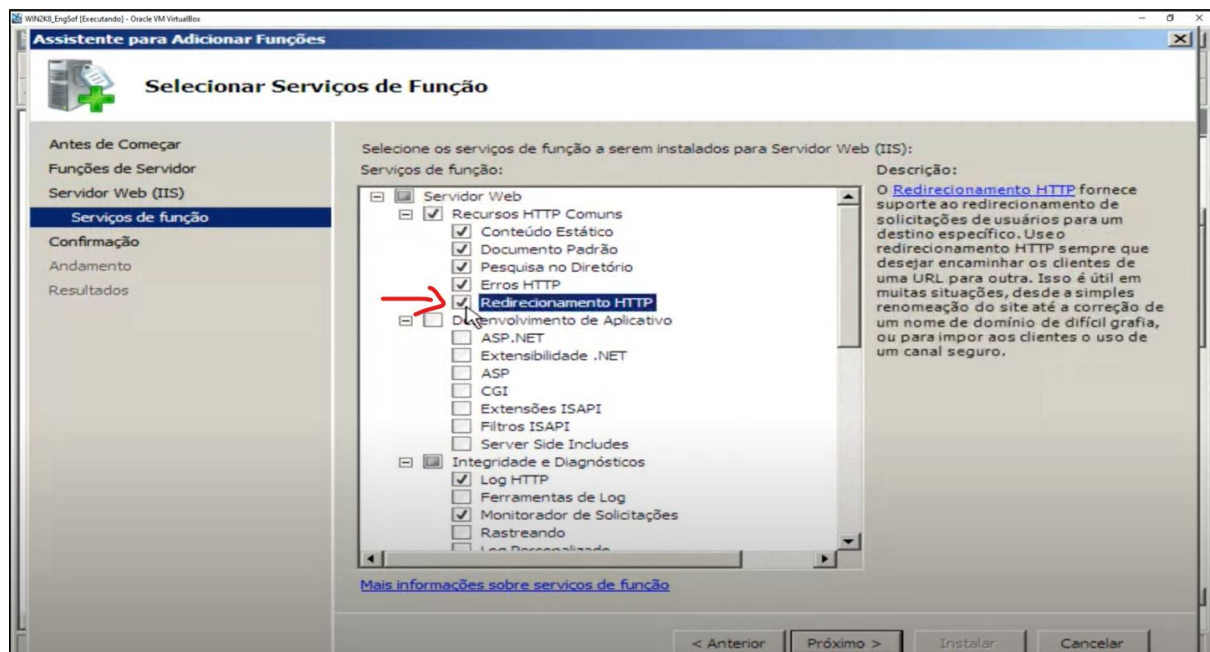 WIN2K8_EngSof [Executando] - Oracle VM VirtualBox
Assistente para Adicionar Funções
Selecionar Serviços de Função
Antes de Começar
Funções de Servidor
Servidor Web (IIS)
Serviços de função
Confirmação
Andamento
Resultados
Selecione os serviços de função a serem instalados para Servidor Web (IIS):
Serviços de função:
Servidor Web
Recursos HTTP Comuns
Conteúdo Estático
Documento Padrão
Pesquisa no Diretório
Erros HTTP
Redirecionamento HTTP
Desenvolvimento de Aplicativo
ASP.NET
Extensibilidade .NET
ASP
CGI
Extensões ISAPI
Filtros ISAPI
Server Side Includes
Integridade e Diagnósticos
Log HTTP
Ferramentas de Log
Monitorador de Solicitações
Rastreando
Log Personalizado
Mais informações sobre serviços de função
Descrição:
O Redirecionamento HTTP fornece
suporte ao redirecionamento de
solicitações de usuários para um
destino específico. Use o
redirecionamento HTTP sempre que
desejar encaminhar os clientes de
uma URL para outra. Isso é útil em
muitas situações, desde a simples
renomeação do site até a correção de
um nome de domínio de difícil grafia,
ou para impor aos clientes o uso de
um canal seguro.
< Anterior
Próximo >
Instalar
Cancelar